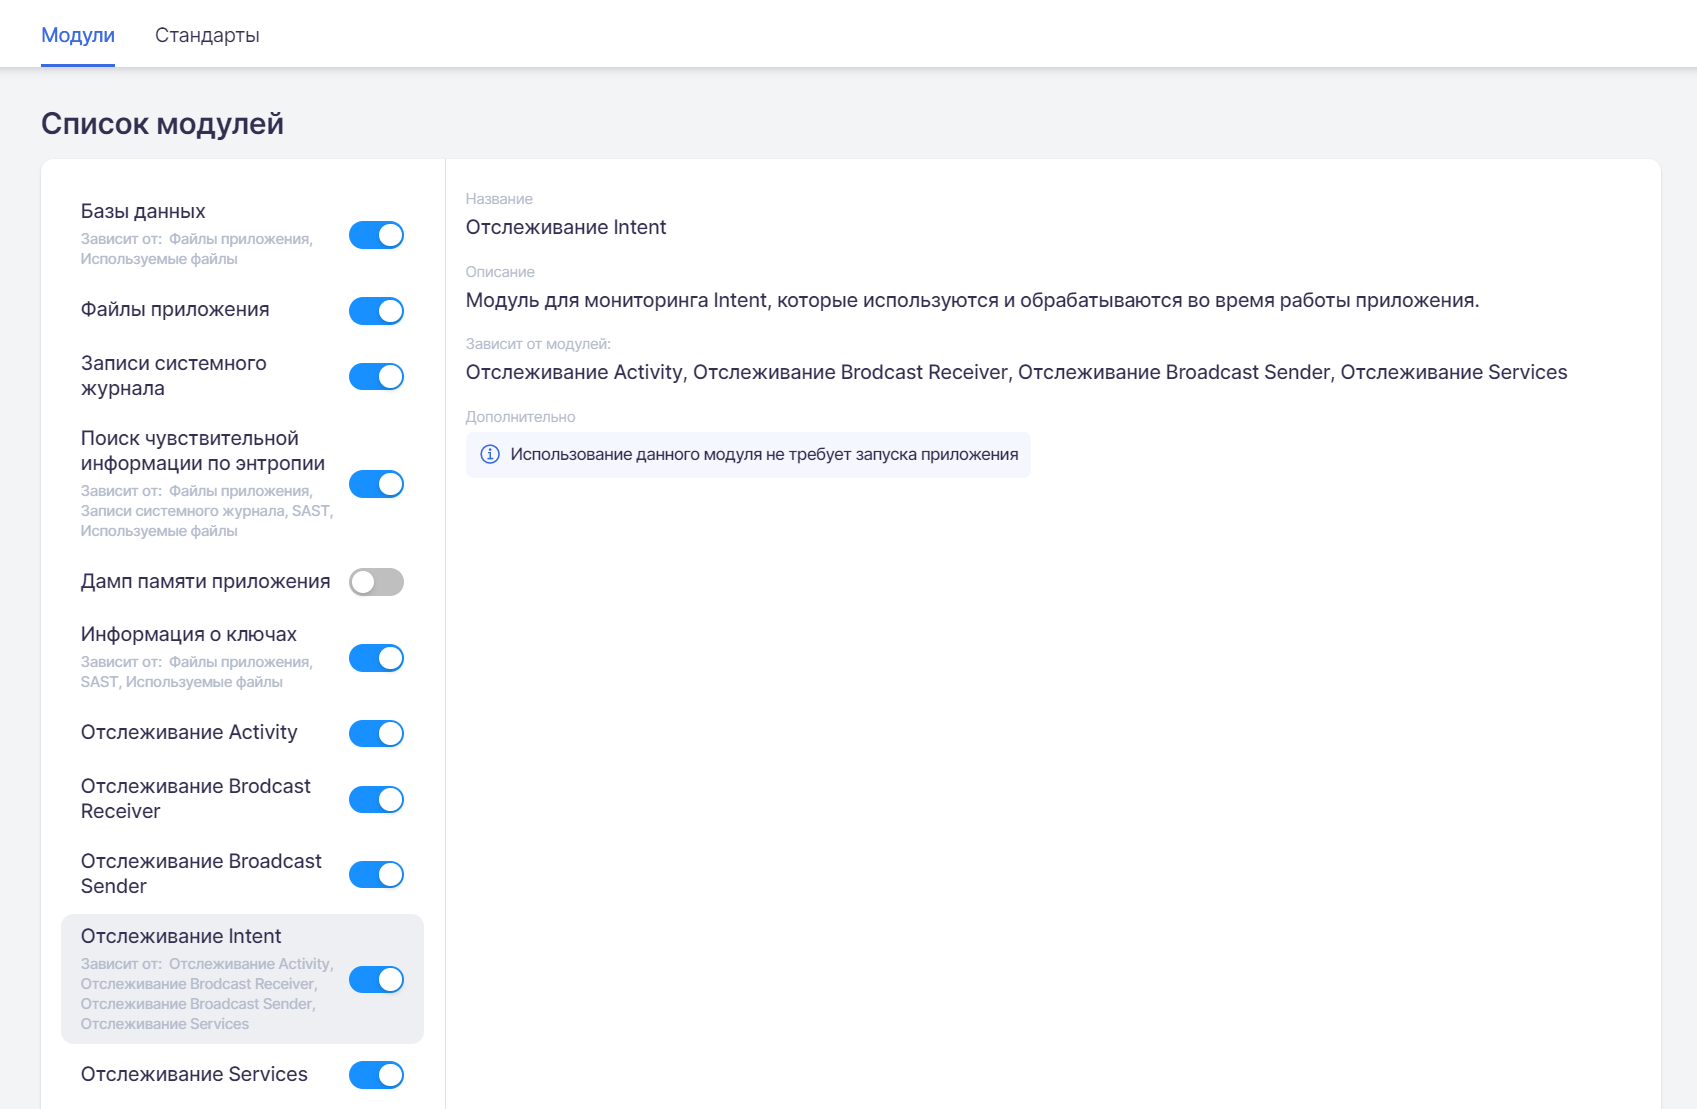 Модули
Стандарты
Список модулей
Базы данных
Зависит от: Файлы приложения,
Используемые файлы
Файлы приложения
Записи системного
журнала
Поиск чувствительной
информации по энтропии
Зависит от: Файлы приложения,
Записи системного журнала, SAST,
Используемые файлы
Дамп памяти приложения
Информация о ключах
Зависит от: Файлы приложения,
SAST, Используемые файлы
Отслеживание Activity
Отслеживание Brodcast
Receiver
Отслеживание Broadcast
Sender
Отслеживание Intent
Зависит от: Отслеживание Activity,
Отслеживание Brodcast Receiver,
Отслеживание Broadcast Sender,
Отслеживание Services
Отслеживание Services
Название
Отслеживание Intent
Описание
Модуль для мониторинга Intent, которые используются и обрабатываются во время работы приложения.
Зависит от модулей:
Отслеживание Activity, Отслеживание Brodcast Receiver, Отслеживание Broadcast Sender, Отслеживание Services
Дополнительно
Использование данного модуля не требует запуска приложения